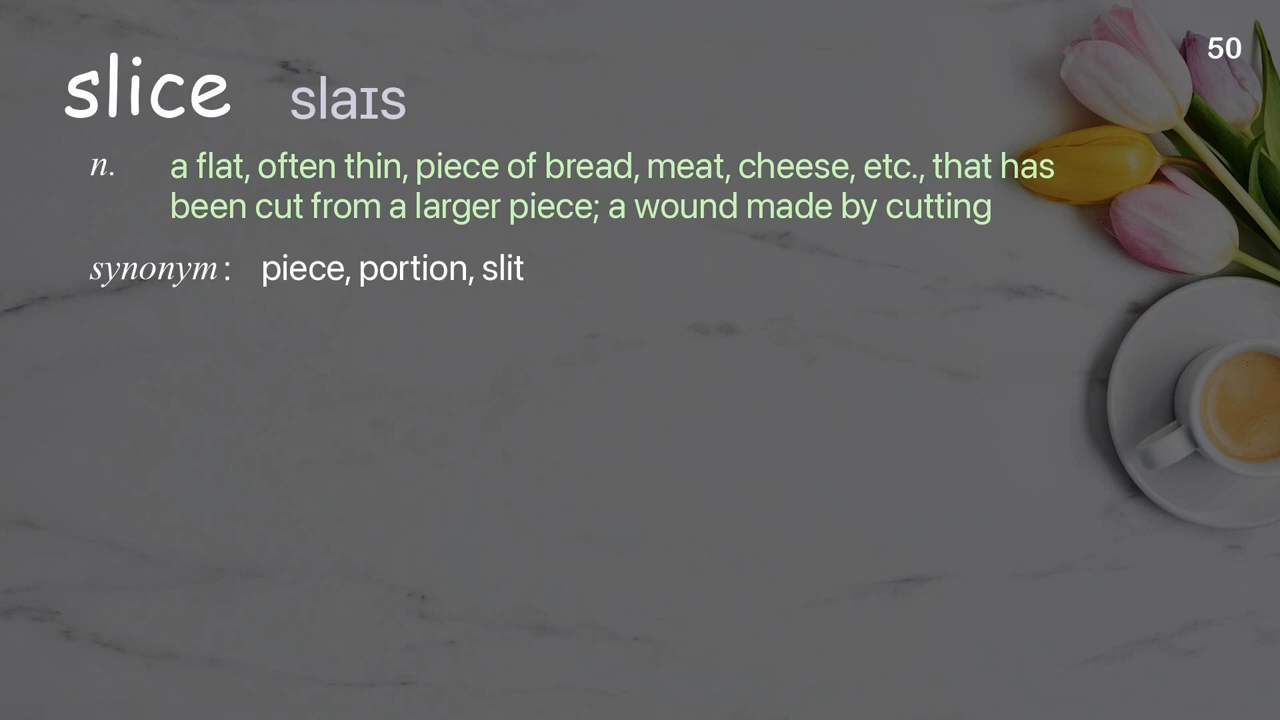 50
slice slaɪs
n. a flat, often thin, piece of bread, meat, cheese, etc., that has
been cut from a larger piece; a wound made by cutting
synonym: piece, portion, slit